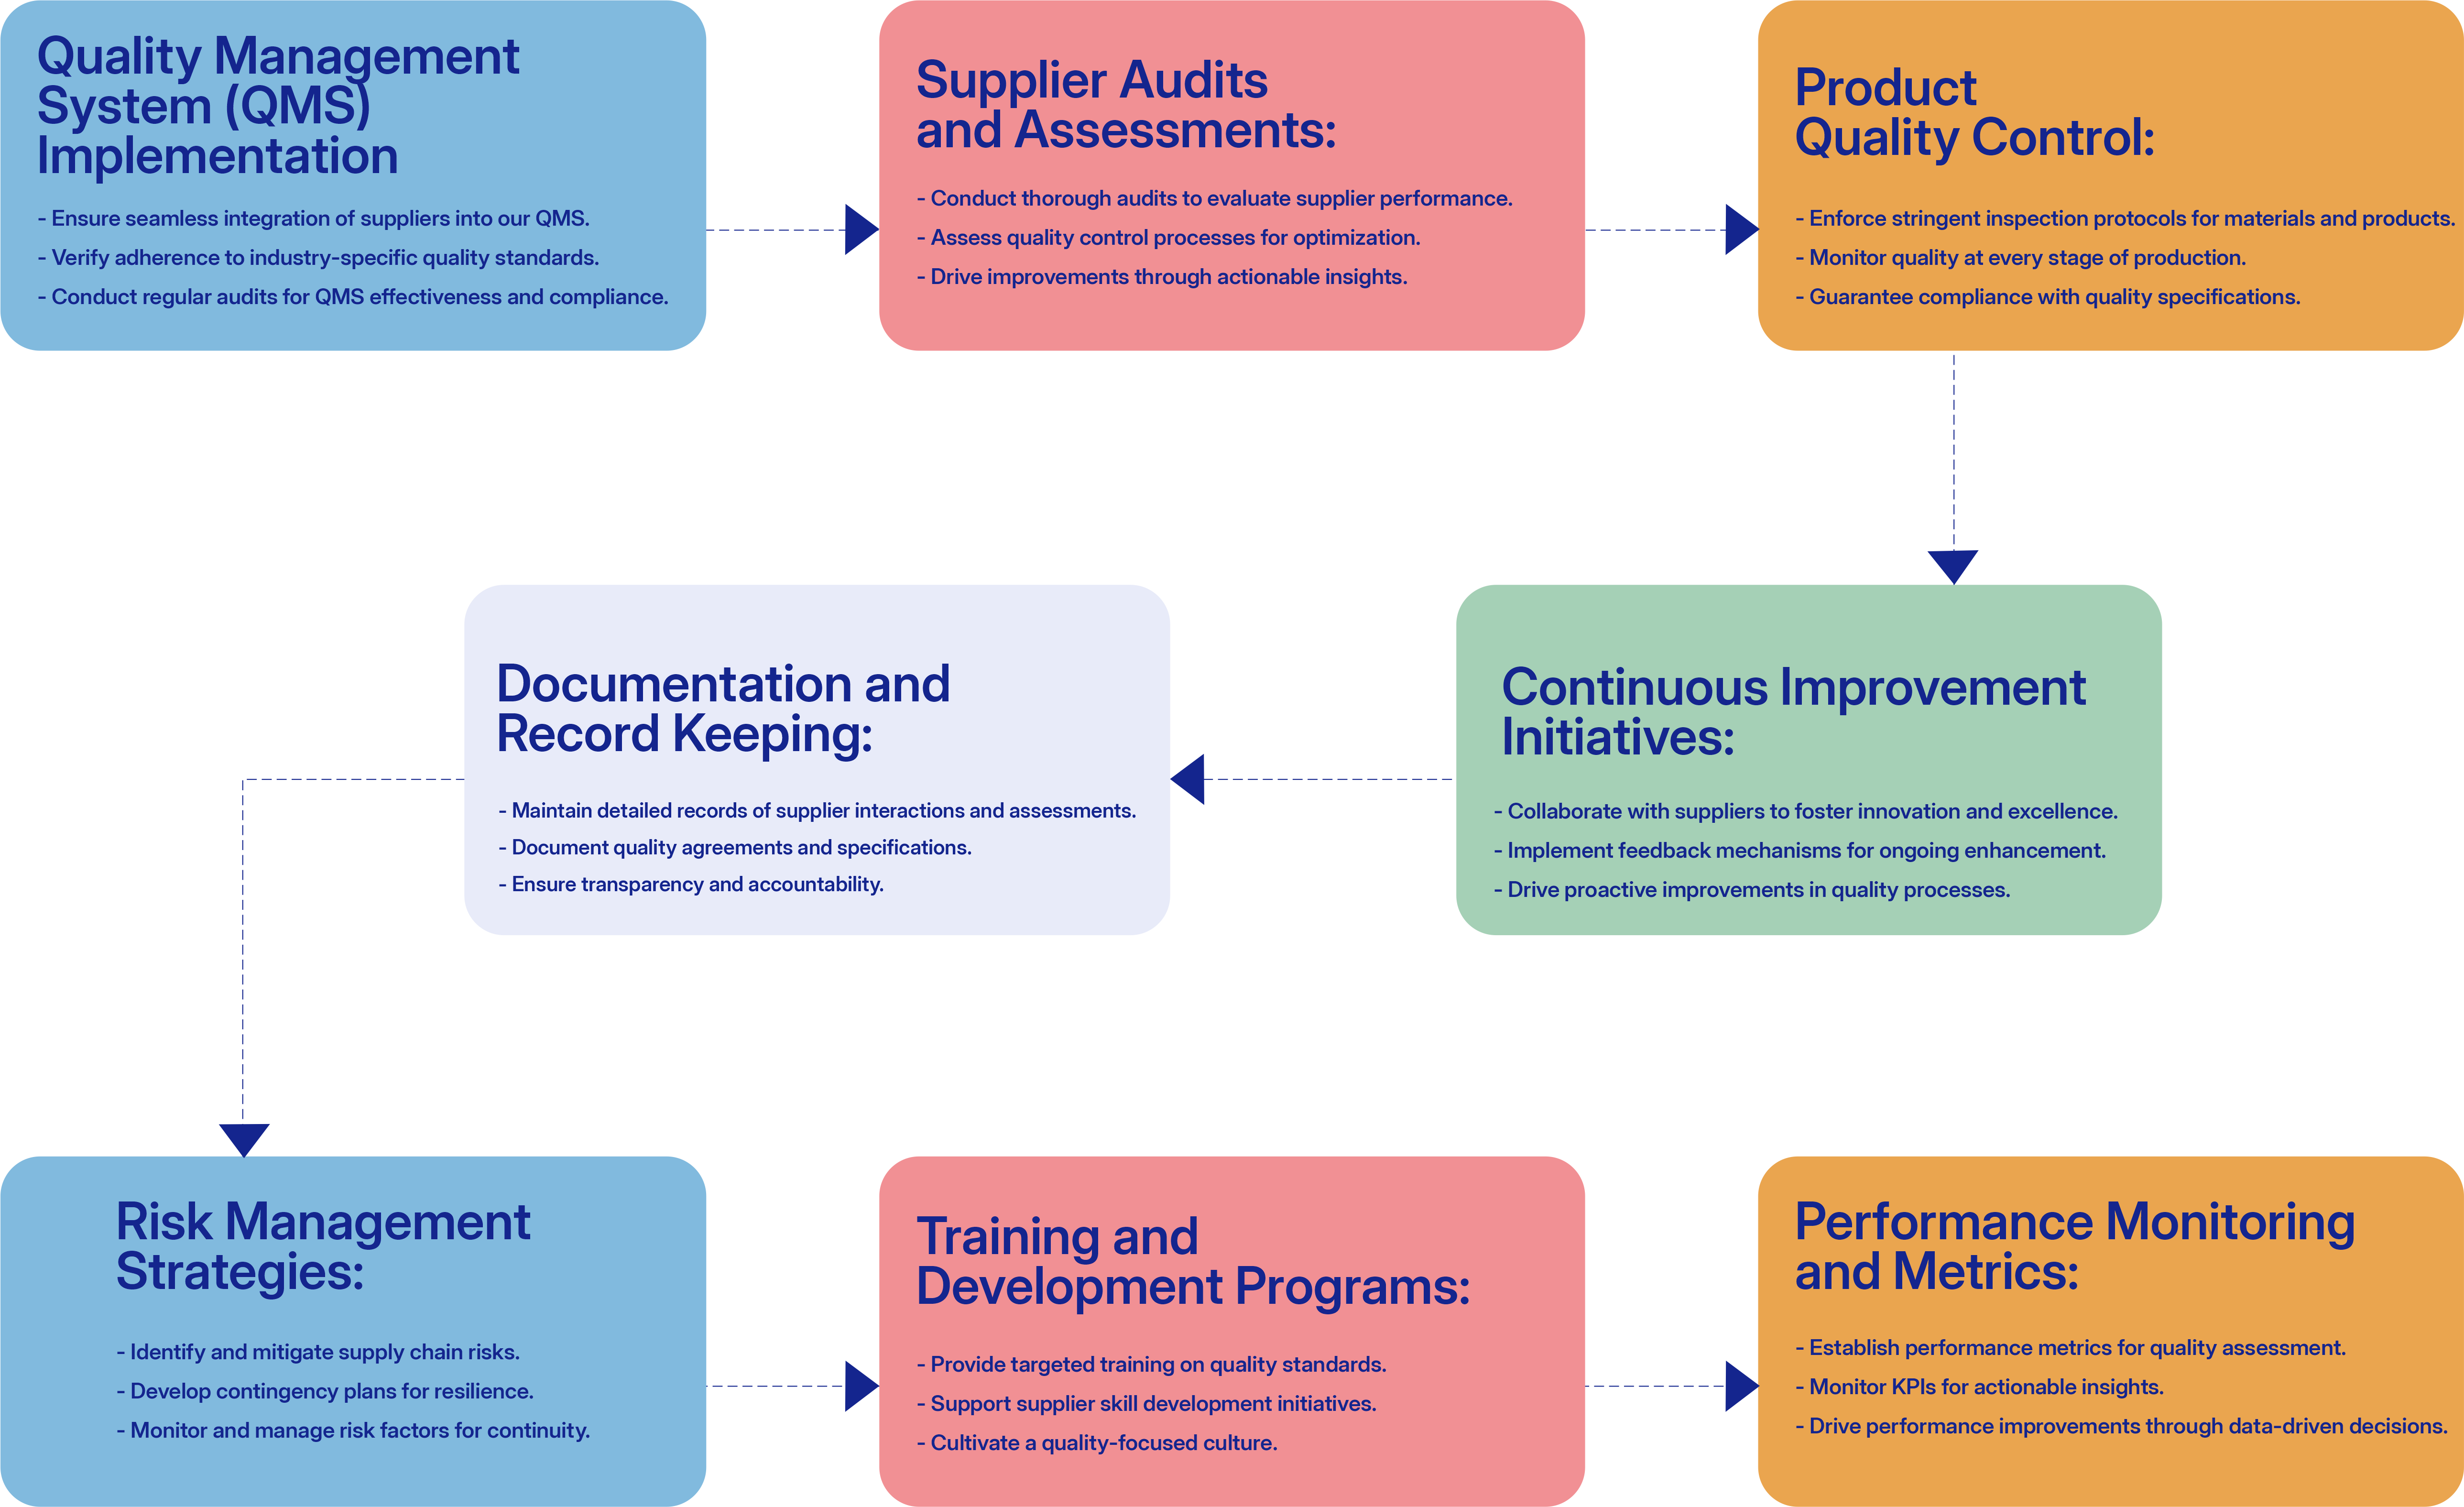 Quality Management
System (QMS)
Implementation
- Ensure seamless integration of suppliers into our QMS.
- Verify adherence to industry-specific quality standards.
- Conduct regular audits for QMS effectiveness and compliance.
Supplier Audits
and Assessments:
- Conduct thorough audits to evaluate supplier performance.
- Assess quality control processes for optimization.
- Drive improvements through actionable insights.
Product
Quality Control:
- Enforce stringent inspection protocols for materials and products.
- Monitor quality at every stage of production.
- Guarantee compliance with quality specifications.
Continuous Improvement
Initiatives:
- Collaborate with suppliers to foster innovation and excellence.
- Implement feedback mechanisms for ongoing enhancement.
- Drive proactive improvements in quality processes.
Documentation and
Record Keeping:
- Maintain detailed records of supplier interactions and assessments.
- Document quality agreements and specifications.
- Ensure transparency and accountability.
Risk Management
Strategies:
- Identify and mitigate supply chain risks.
- Develop contingency plans for resilience.
- Monitor and manage risk factors for continuity.
Training and
Development Programs:
- Provide targeted training on quality standards.
- Support supplier skill development initiatives.
- Cultivate a quality-focused culture.
Performance Monitoring
and Metrics:
- Establish performance metrics for quality assessment.
- Monitor KPIs for actionable insights.
- Drive performance improvements through data-driven decisions.